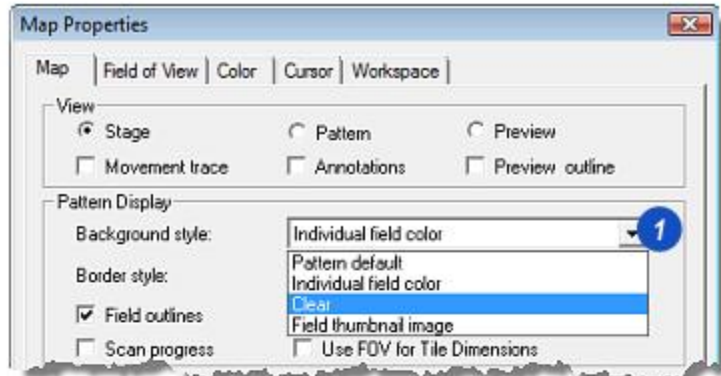 Map Properties
Map Field of View Color Cursor Workspace
View
Stage Pattern Preview
Movement trace Annotations Preview outline
Pattern Display
Background style: Individual field color 1
Pattern default
Border style: Individual field color
Clear
Field outlines Field thumbnail image
Scan progress Use FOV for Tile Dimensions